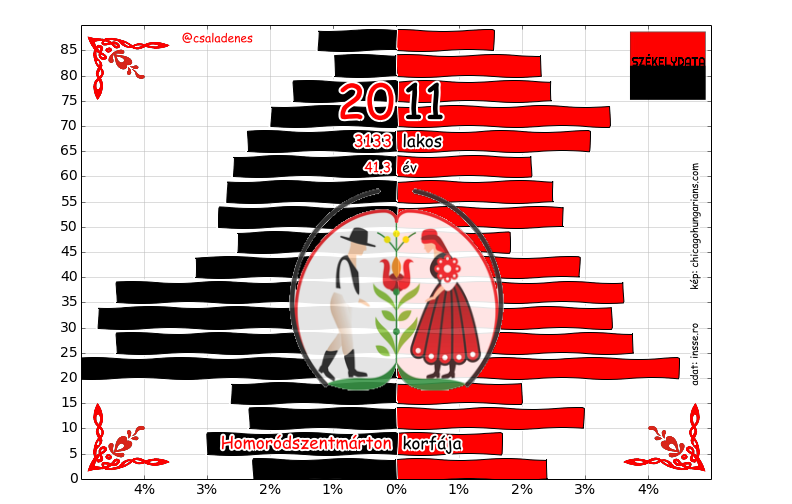 @csaladenes
SZÉKELYDATA
2011
3133 lakos
41,3 év
kép: chicagohungarians.com
adat: insse.ro
Homoródszentmárton korfája
85
80
75
70
65
60
55
50
45
40
35
30
25
20
15
10
5
0
4% 3% 2% 1% 0% 1% 2% 3% 4%